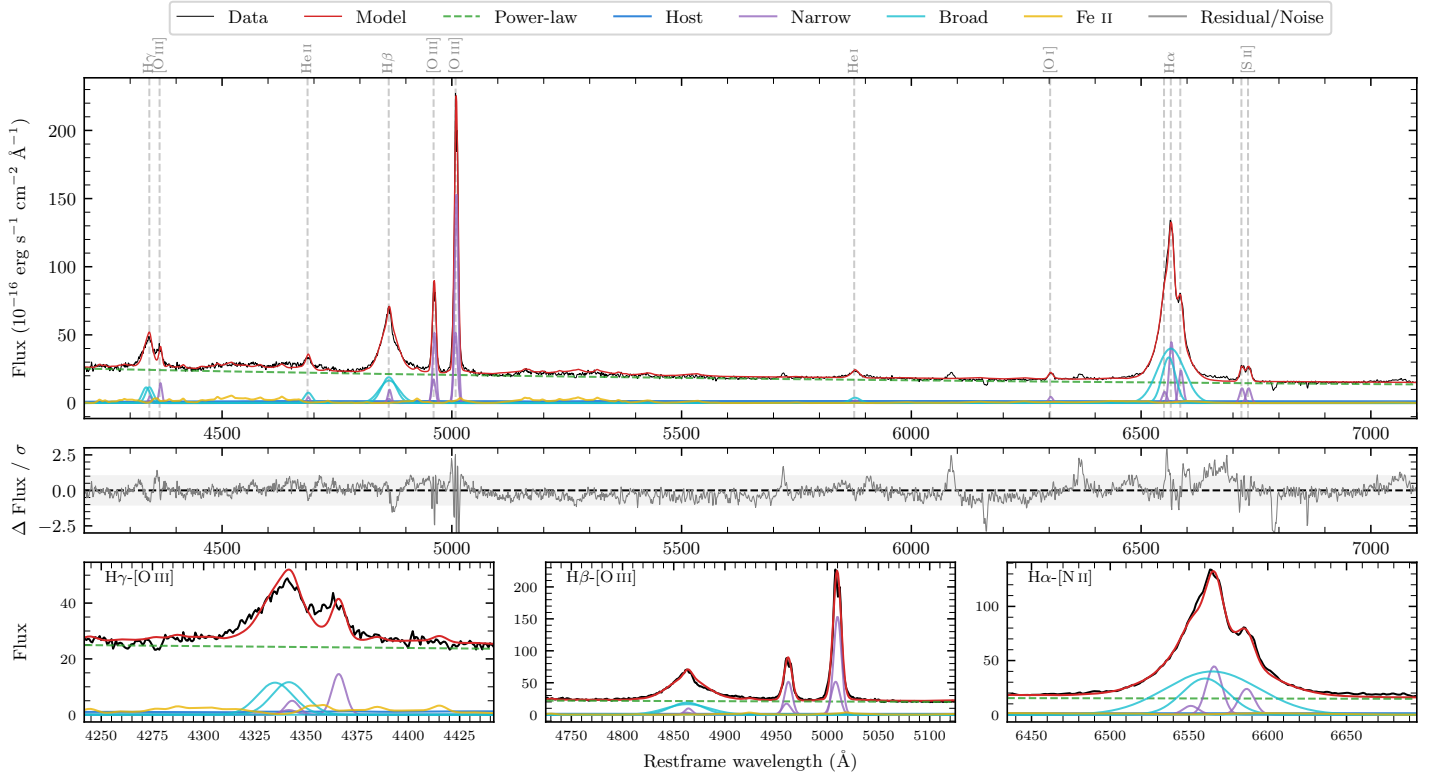 Data Model Power-law Host Narrow Broad Fe II Residual/Noise
Hγ [O III] He II Hβ [O III] [O III] He I [O I] Hα [S II]
Flux (10⁻¹⁶ erg s⁻¹ cm⁻² Å⁻¹)
200
150
100
50
0
4500 5000 5500 6000 6500 7000
Δ Flux / σ
2.5
0.0
−2.5
4500 5000 5500 6000 6500 7000
Flux
Hγ-[O III]
40
20
0
4250 4275 4300 4325 4350 4375 4400 4425
Hβ-[O III]
200
150
100
50
0
4750 4800 4850 4900 4950 5000 5050 5100
Hα-[N II]
100
50
0
6450 6500 6550 6600 6650
Restframe wavelength (Å)